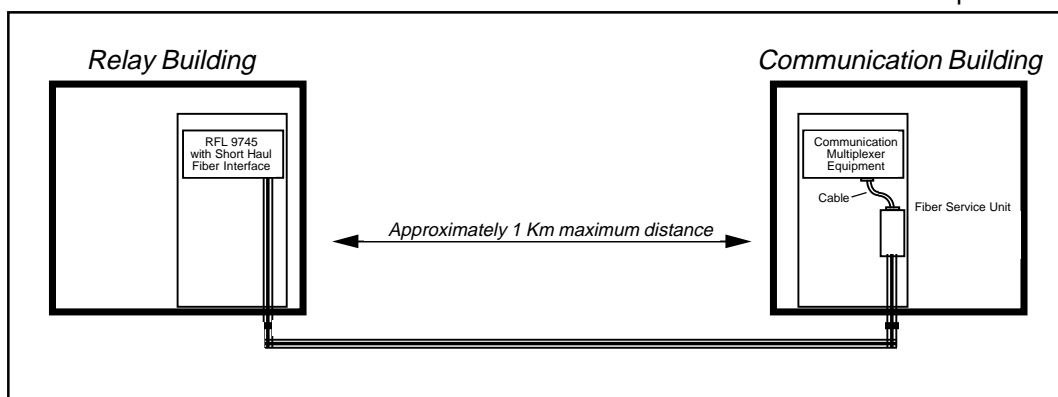 Relay Building
Communication Building
RFL 9745
with Short Haul
Fiber Interface
Communication
Multiplexer
Equipment
Cable
Fiber Service Unit
Approximately 1 Km maximum distance